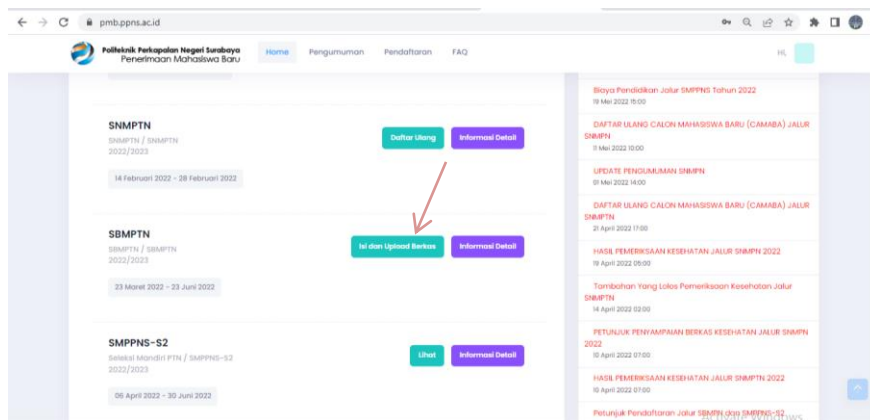 pmb.ppns.ac.id
Politeknik Perkapalan Negeri Surabaya
Penerimaan Mahasiswa Baru
Home
Pengumuman
Pendaftaran
FAQ
Hi,
SNMPTN
SNMPTN / SNMPTN
2022/2023
14 Februari 2022 - 28 Februari 2022
Daftar Ulang
Informasi Detail
SBMPTN
SBMPTN / SBMPTN
2022/2023
23 Maret 2022 - 23 Juni 2022
Isi dan Upload Berkas
Informasi Detail
SMPPNS-S2
Seleksi Mandiri PTN / SMPPNS-S2
2022/2023
06 April 2022 - 30 Juni 2022
Lihat
Informasi Detail
Biaya Pendidikan Jalur SMPPNS Tahun 2022
19 Mei 2022 15:00
DAFTAR ULANG CALON MAHASISWA BARU (CAMABA) JALUR
SNMPN
11 Mei 2022 10:00
UPDATE PENGUMUMAN SNMPN
01 Mei 2022 14:00
DAFTAR ULANG CALON MAHASISWA BARU (CAMABA) JALUR
SNMPTN
21 April 2022 17:00
HASIL PEMERIKSAAN KESEHATAN JALUR SNMPN 2022
19 April 2022 05:00
Tambahan Yang Lolos Pemeriksaan Kesehatan Jalur
SNMPTN
14 April 2022 02:00
PETUNJUK PENYAMPAIAN BERKAS KESEHATAN JALUR SNMPN
2022
10 April 2022 07:00
HASIL PEMERIKSAAN KESEHATAN JALUR SNMPTN 2022
10 April 2022 07:00
Petunjuk Pendaftaran Jalur SBMPTN dan SMPPNS-S2
Activate Windows